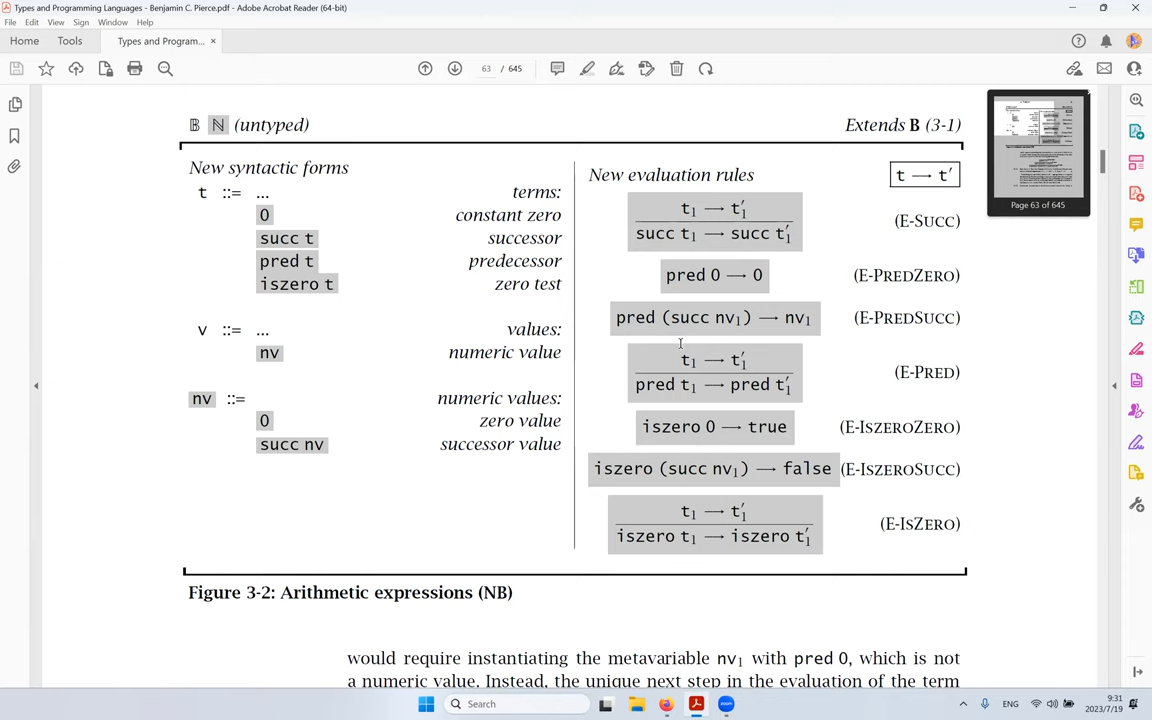 Types and Programming Languages - Benjamin C. Pierce.pdf - Adobe Acrobat Reader (64-bit)
File Edit View Sign Window Help
Home Tools Types and Program... ×
63 / 645
𝔹 ℕ (untyped) Extends B (3-1)
New syntactic forms
t ::= ... terms:
0 constant zero
succ t successor
pred t predecessor
iszero t zero test
v ::= ... values:
nv numeric value
nv ::= numeric values:
0 zero value
succ nv successor value
New evaluation rules t → t′
t₁ → t₁′
succ t₁ → succ t₁′ (E-SUCC)
pred 0 → 0 (E-PREDZERO)
pred (succ nv₁) → nv₁ (E-PREDSUCC)
t₁ → t₁′
pred t₁ → pred t₁′ (E-PRED)
iszero 0 → true (E-ISZEROZERO)
iszero (succ nv₁) → false (E-ISZEROSUCC)
t₁ → t₁′
iszero t₁ → iszero t₁′ (E-ISZERO)
Figure 3-2: Arithmetic expressions (NB)
would require instantiating the metavariable nv₁ with pred 0, which is not
a numeric value. Instead, the unique next step in the evaluation of the term
Page 63 of 645
Search
ENG
9:31
2023/7/19